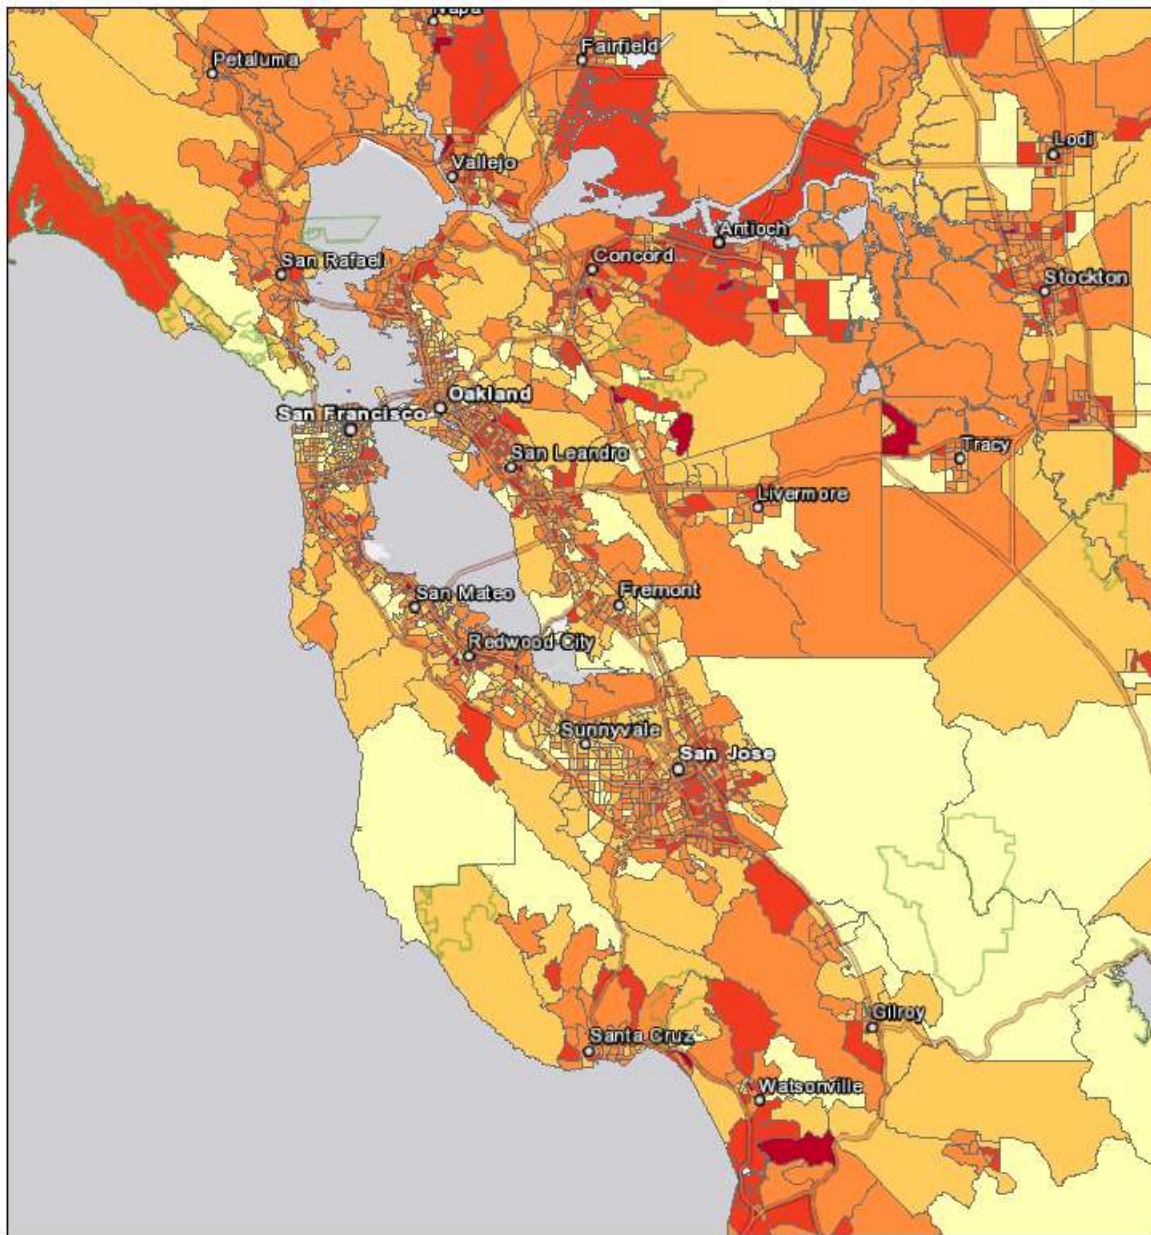 Napa
Fairfield
Petaluma
Lodi
Vallejo
Antioch
Concord
San Rafael
Stockton
Oakland
San Francisco
Tracy
San Leandro
Livermore
San Mateo
Fremont
Redwood City
Sunnyvale
San Jose
Gilroy
Santa Cruz
Watsonville